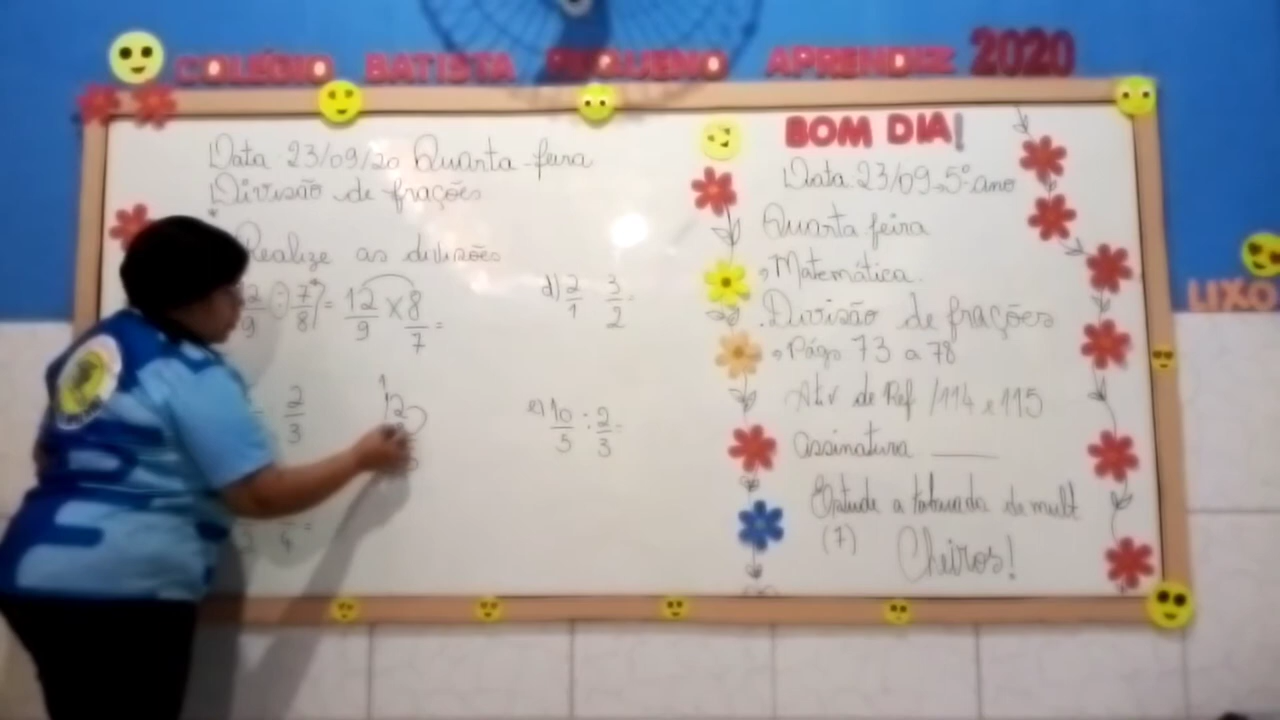 COLÉGIO BATISTA PEQUENO APRENDIZ 2020
Data 23/09/20 Quarta-feira
Divisão de frações
Realize as divisões
2/9 : 7/8 = 12/9 x 8/7 =
d) 2/1 3/2 =
2/3
12
e) 10/5 : 2/3 =
4 =
BOM DIA!
Data 23/09 5º ano
Quarta feira
Matemática
Divisão de frações
Págs 73 a 78
Atv de Ref /114 e 115
assinatura ____
Estude a tabuada de mult
(7) Cheiros!
LIXO